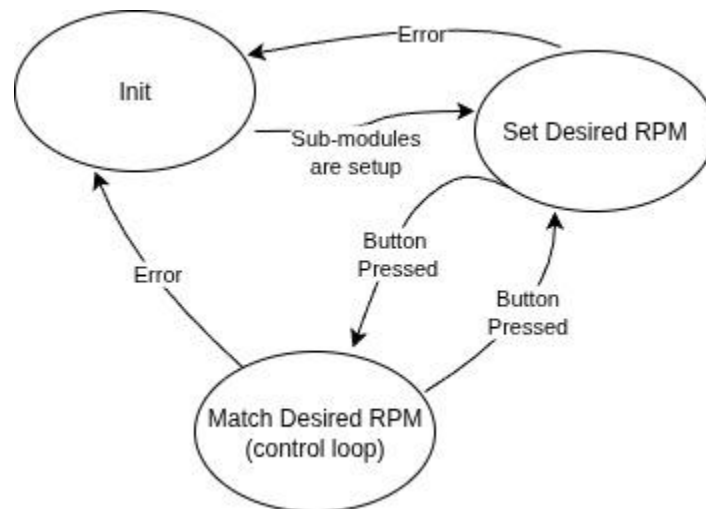 Error
Init
Set Desired RPM
Sub-modules
are setup
Button
Pressed
Error
Button
Pressed
Match Desired RPM
(control loop)